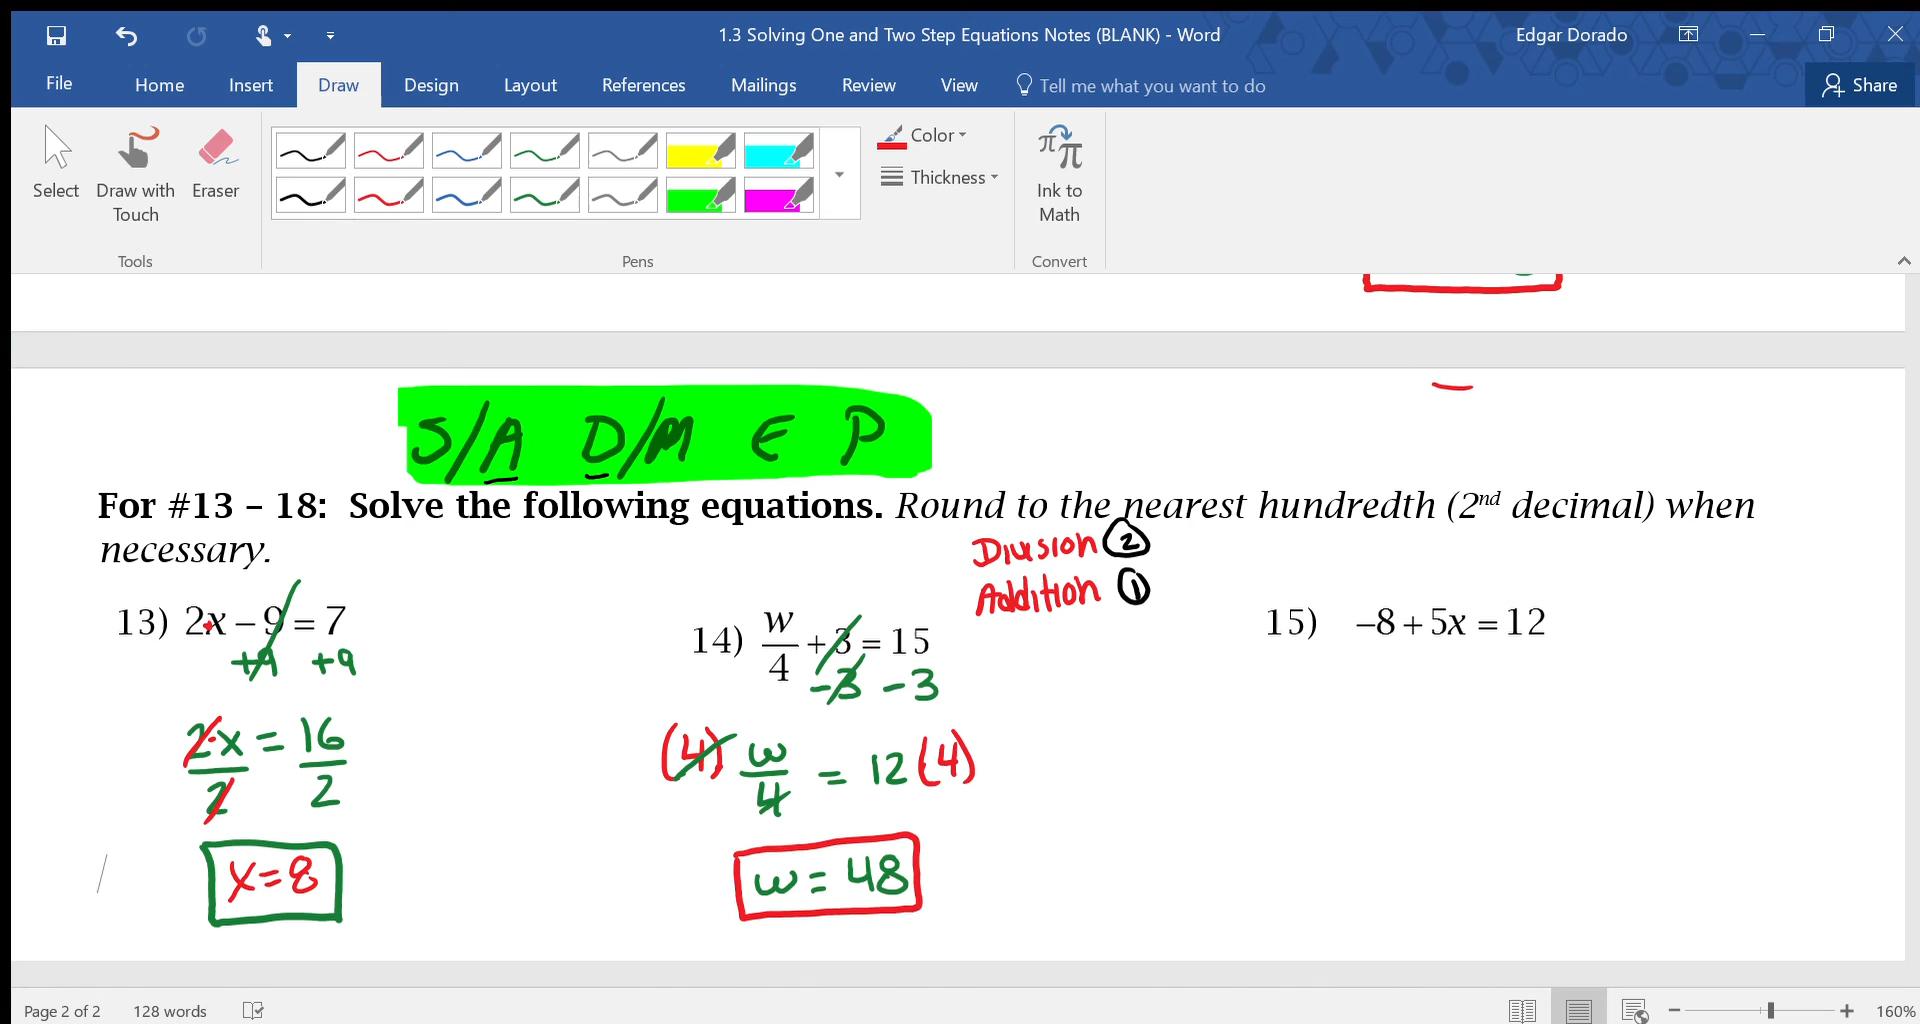 1.3 Solving One and Two Step Equations Notes (BLANK) - Word
Edgar Dorado
File Home Insert Draw Design Layout References Mailings Review View Tell me what you want to do Share
Select Draw with Touch Eraser
Color
Thickness
Ink to Math
Tools Pens Convert
S/A D/M E P
For #13 – 18: Solve the following equations. Round to the nearest hundredth (2nd decimal) when
necessary.
Division 2
Addition 1
13) 2x – 9 = 7
+9 +9
2·x = 16
2 2
x = 8
14) w/4 + 3 = 15
-3 -3
(4) w/4 = 12 (4)
w = 48
15) –8 + 5x = 12
Page 2 of 2 128 words 160%